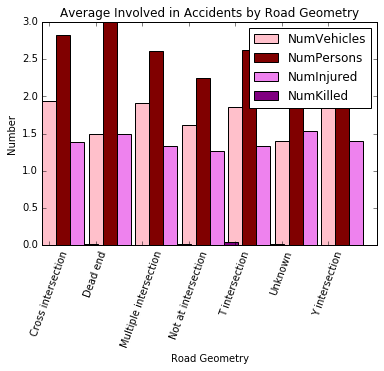 Average Involved in Accidents by Road Geometry
3.0
2.5
2.0
1.5
1.0
0.5
0.0
Number
NumVehicles
NumPersons
NumInjured
NumKilled
Cross intersection
Dead end
Multiple intersection
Not at intersection
T intersection
Unknown
Y intersection
Road Geometry